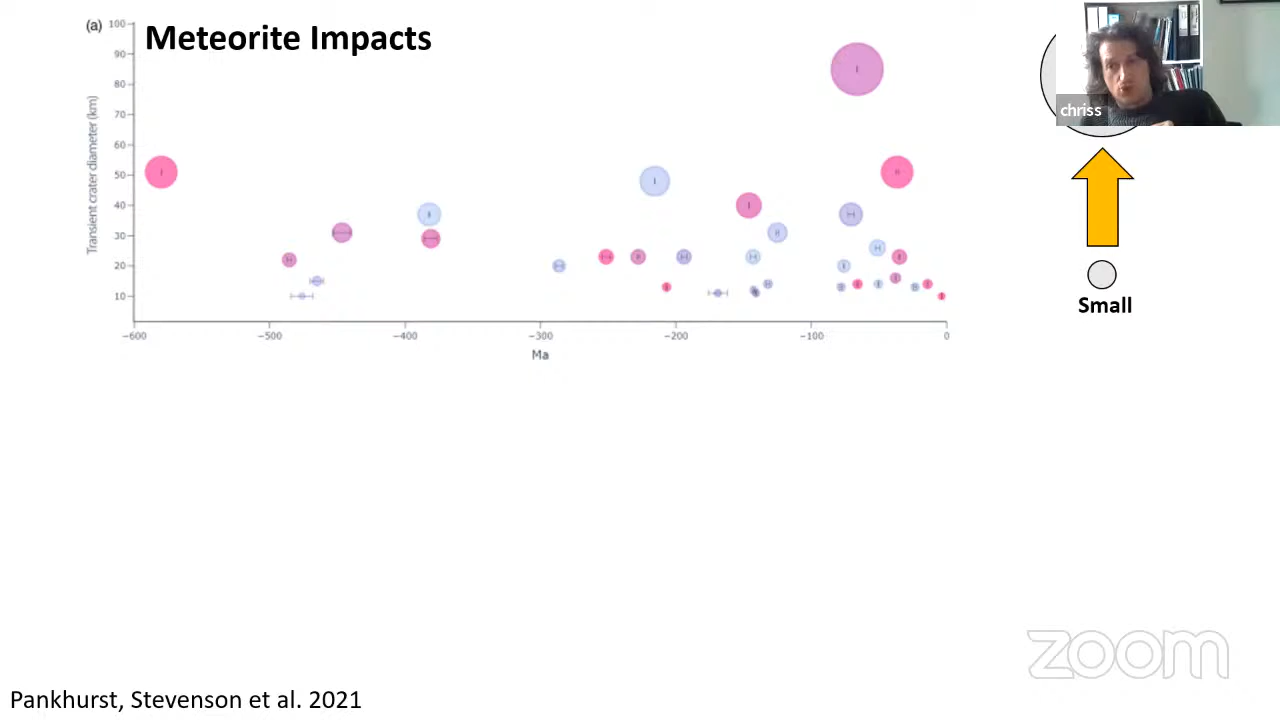 (a)
Meteorite Impacts
Transient crater diameter (km)
100
90
80
70
60
50
40
30
20
10
−600
−500
−400
−300
−200
−100
0
Ma
chriss
Small
zoom
Pankhurst, Stevenson et al. 2021